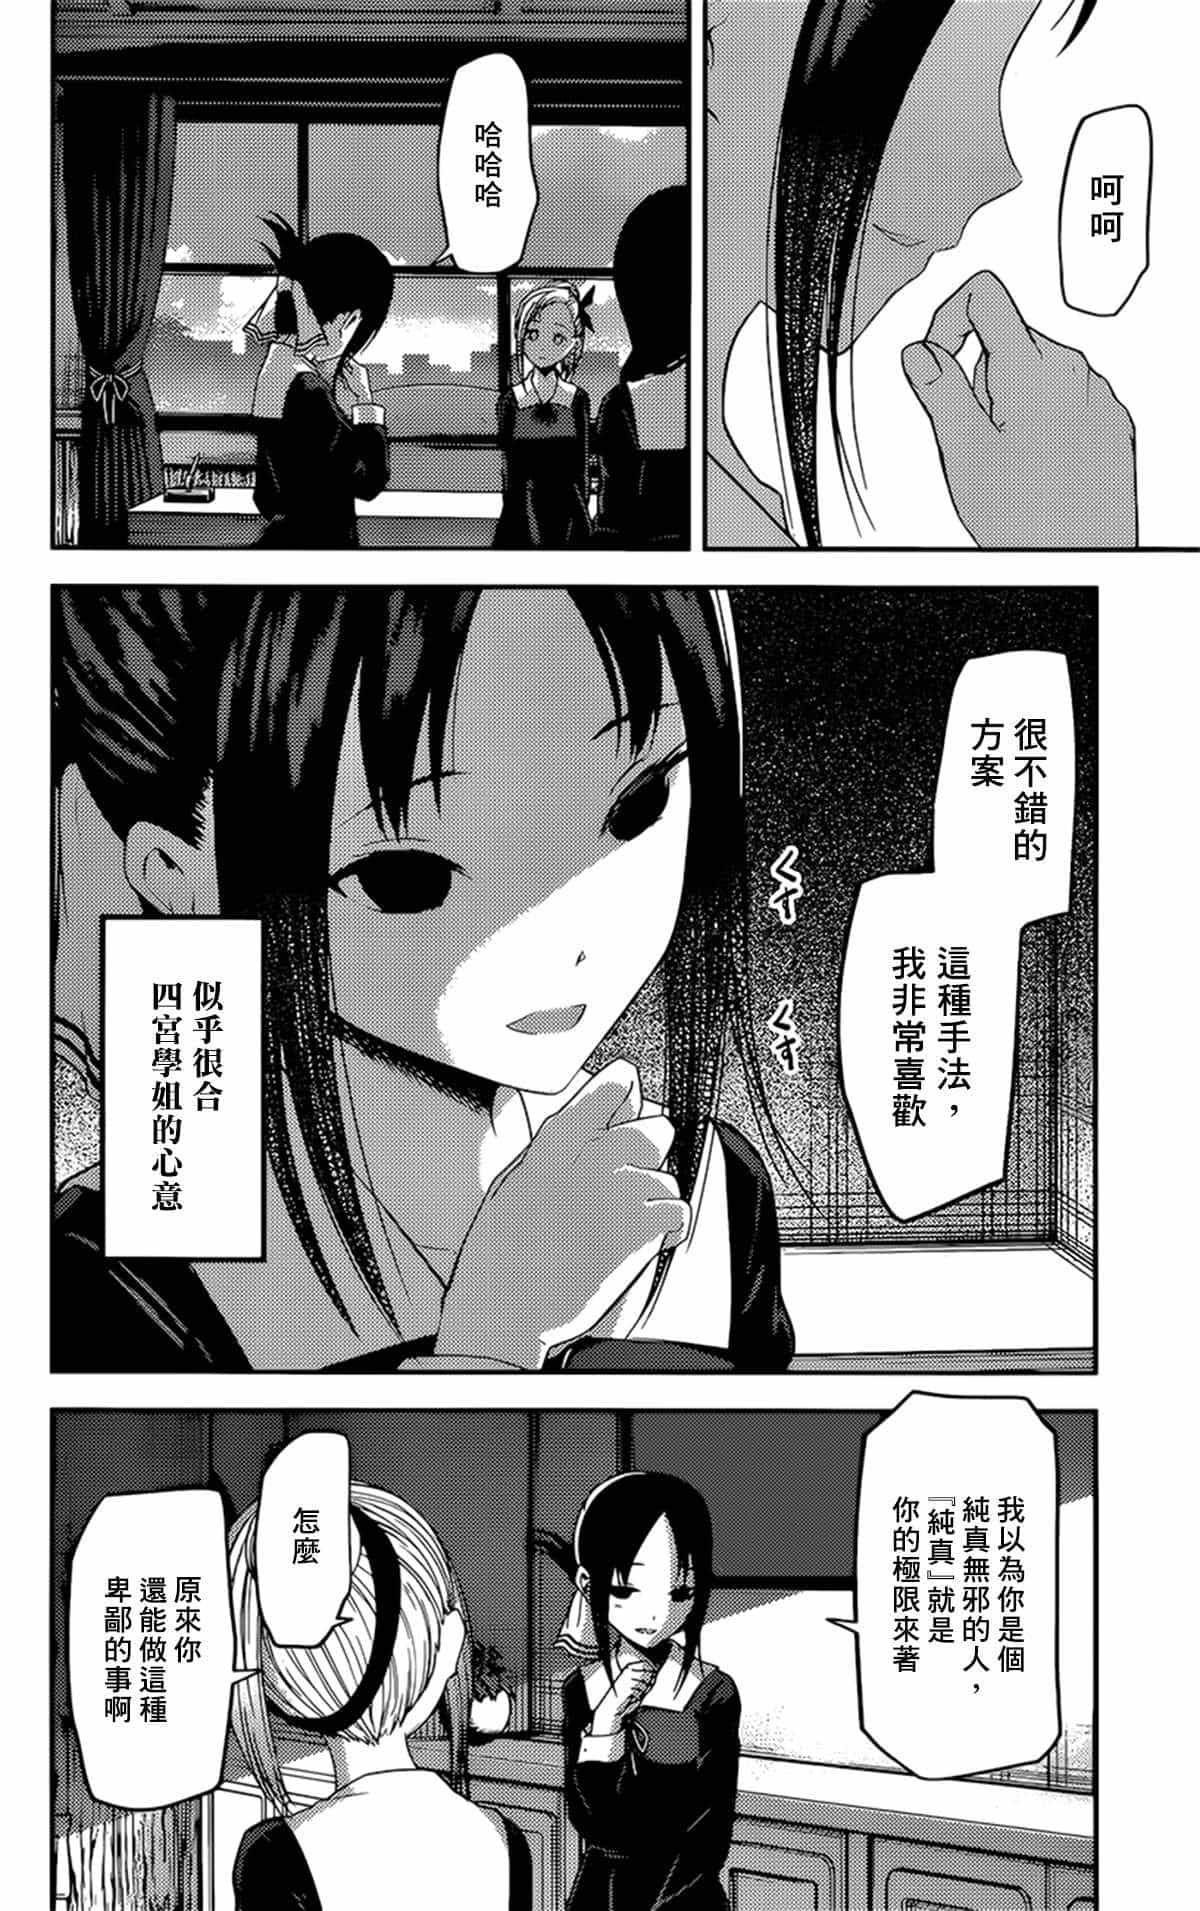 呵呵
哈哈哈
很不錯的
方案
這種手法，
我非常喜歡
くすくす
似乎很合
四宮學姐的心意
我以為你是個
純真無邪的人，
『純真』就是
你的極限來著
怎麼
原來你
還能做這種
卑鄙的事啊